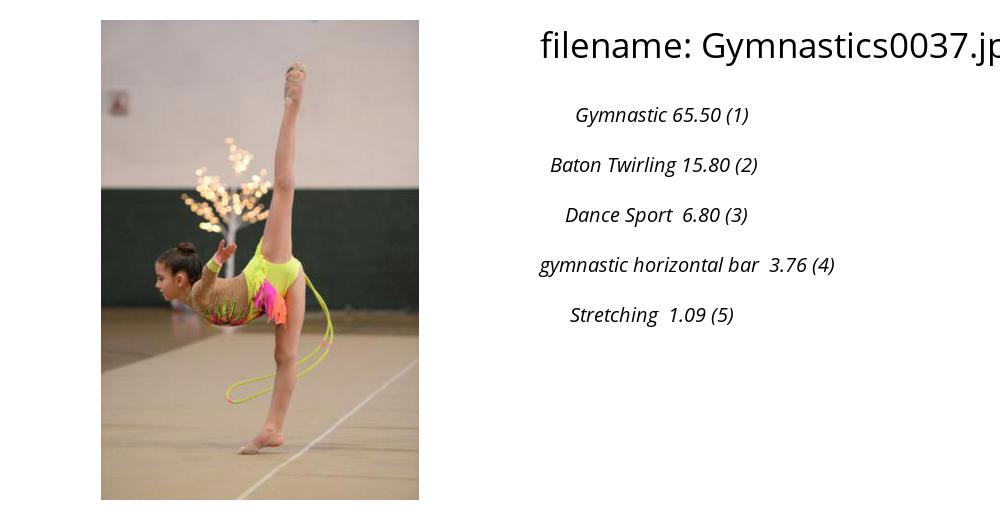 filename: Gymnastics0037.jp
Gymnastic 65.50 (1)
Baton Twirling 15.80 (2)
Dance Sport 6.80 (3)
gymnastic horizontal bar 3.76 (4)
Stretching 1.09 (5)